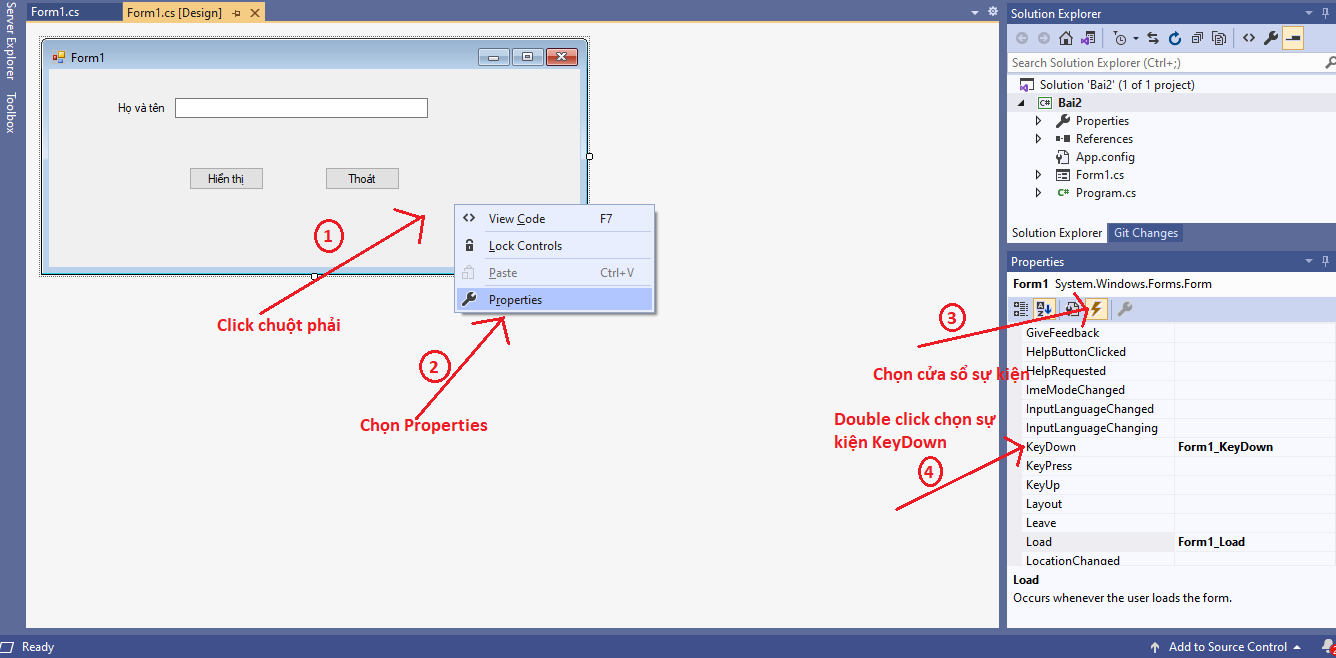 Server Explorer
Toolbox
Form1.cs
Form1.cs [Design]
Form1
Họ và tên
Hiển thị
Thoát
1
Click chuột phải
View Code F7
Lock Controls
Paste Ctrl+V
Properties
2
Chọn Properties
3
Chọn cửa sổ sự kiện
Double click chọn sự
kiện KeyDown
4
Solution Explorer
Search Solution Explorer (Ctrl+;)
Solution 'Bai2' (1 of 1 project)
C# Bai2
Properties
References
App.config
Form1.cs
C# Program.cs
Solution Explorer Git Changes
Properties
Form1 System.Windows.Forms.Form
GiveFeedback
HelpButtonClicked
HelpRequested
ImeModeChanged
InputLanguageChanged
InputLanguageChanging
KeyDown Form1_KeyDown
KeyPress
KeyUp
Layout
Leave
Load Form1_Load
LocationChanged
Load
Occurs whenever the user loads the form.
Ready
Add to Source Control